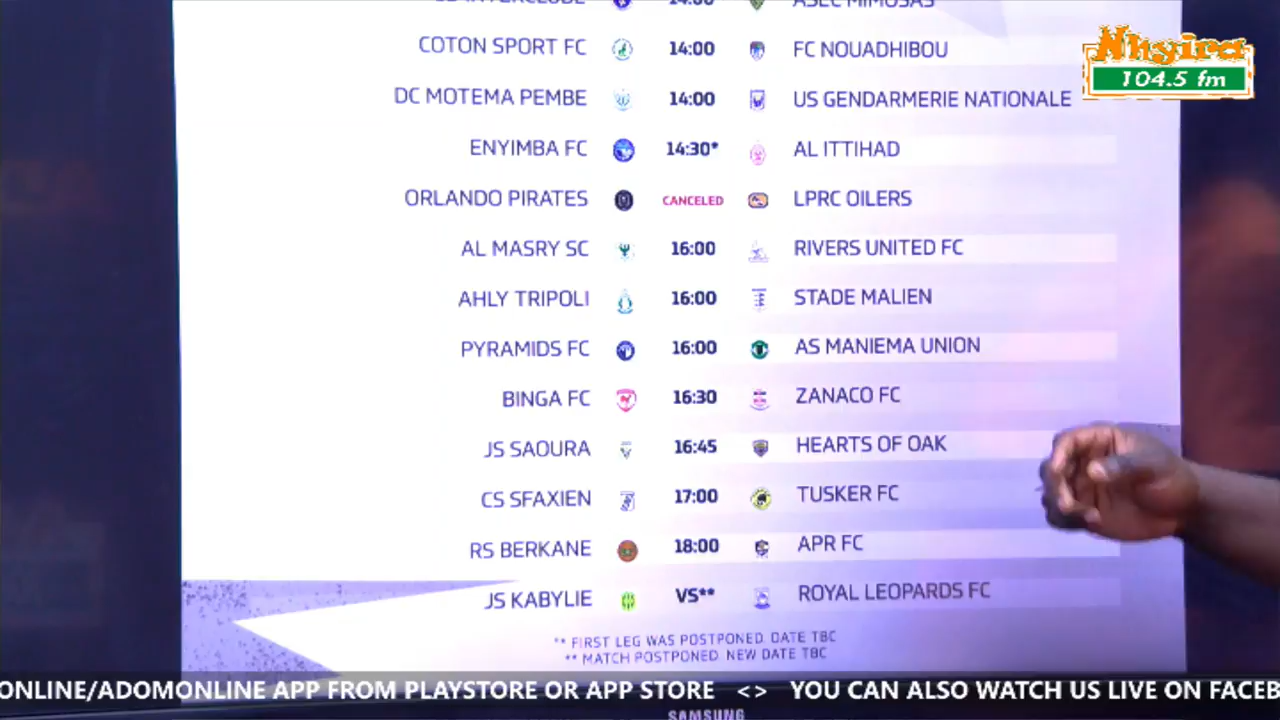 14:00 ASEC MIMOSAS
COTON SPORT FC 14:00 FC NOUADHIBOU
DC MOTEMA PEMBE 14:00 US GENDARMERIE NATIONALE
ENYIMBA FC 14:30* AL ITTIHAD
ORLANDO PIRATES CANCELED LPRC OILERS
AL MASRY SC 16:00 RIVERS UNITED FC
AHLY TRIPOLI 16:00 STADE MALIEN
PYRAMIDS FC 16:00 AS MANIEMA UNION
BINGA FC 16:30 ZANACO FC
JS SAOURA 16:45 HEARTS OF OAK
CS SFAXIEN 17:00 TUSKER FC
RS BERKANE 18:00 APR FC
JS KABYLIE VS** ROYAL LEOPARDS FC
** FIRST LEG WAS POSTPONED. DATE TBC
** MATCH POSTPONED. NEW DATE TBC
Nhyira
104.5 fm
ONLINE/ADOMONLINE APP FROM PLAYSTORE OR APP STORE <> YOU CAN ALSO WATCH US LIVE ON FACEB
SAMSUNG